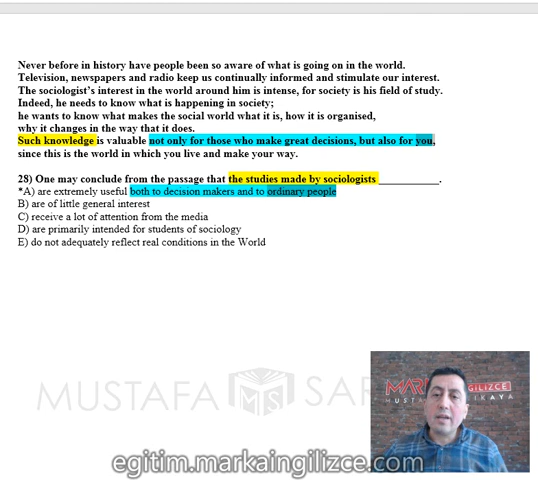 Never before in history have people been so aware of what is going on in the world.
Television, newspapers and radio keep us continually informed and stimulate our interest.
The sociologist's interest in the world around him is intense, for society is his field of study.
Indeed, he needs to know what is happening in society;
he wants to know what makes the social world what it is, how it is organised,
why it changes in the way that it does.
Such knowledge is valuable not only for those who make great decisions, but also for you,
since this is the world in which you live and make your way.
28) One may conclude from the passage that the studies made by sociologists ____________.
*A) are extremely useful both to decision makers and to ordinary people
B) are of little general interest
C) receive a lot of attention from the media
D) are primarily intended for students of sociology
E) do not adequately reflect real conditions in the World
MUSTAFA MS
egitim.markaingilizce.com